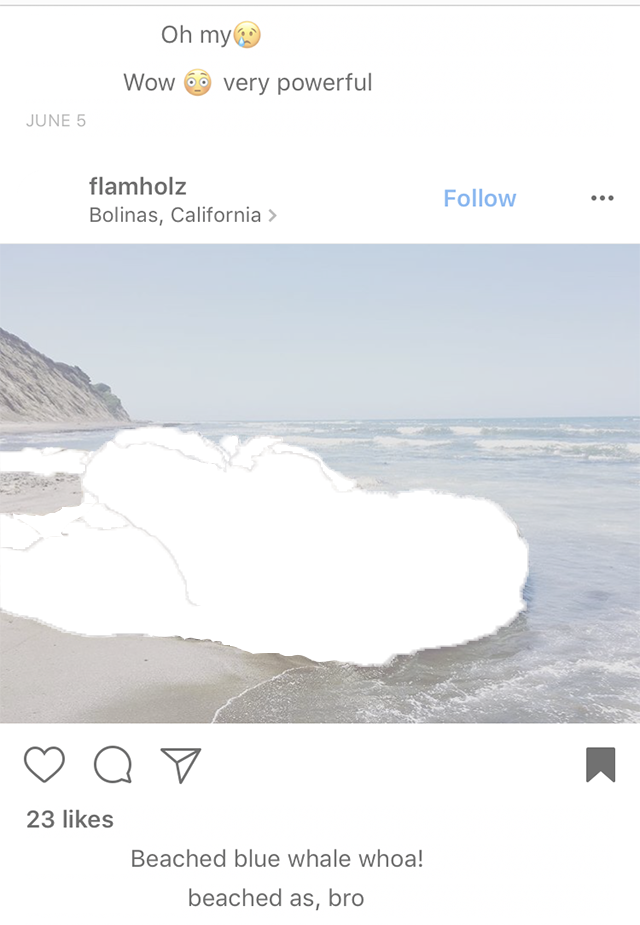 Oh my😢
Wow 😳 very powerful
JUNE 5
flamholz
Bolinas, California >
Follow
•••
23 likes
Beached blue whale whoa!
beached as, bro